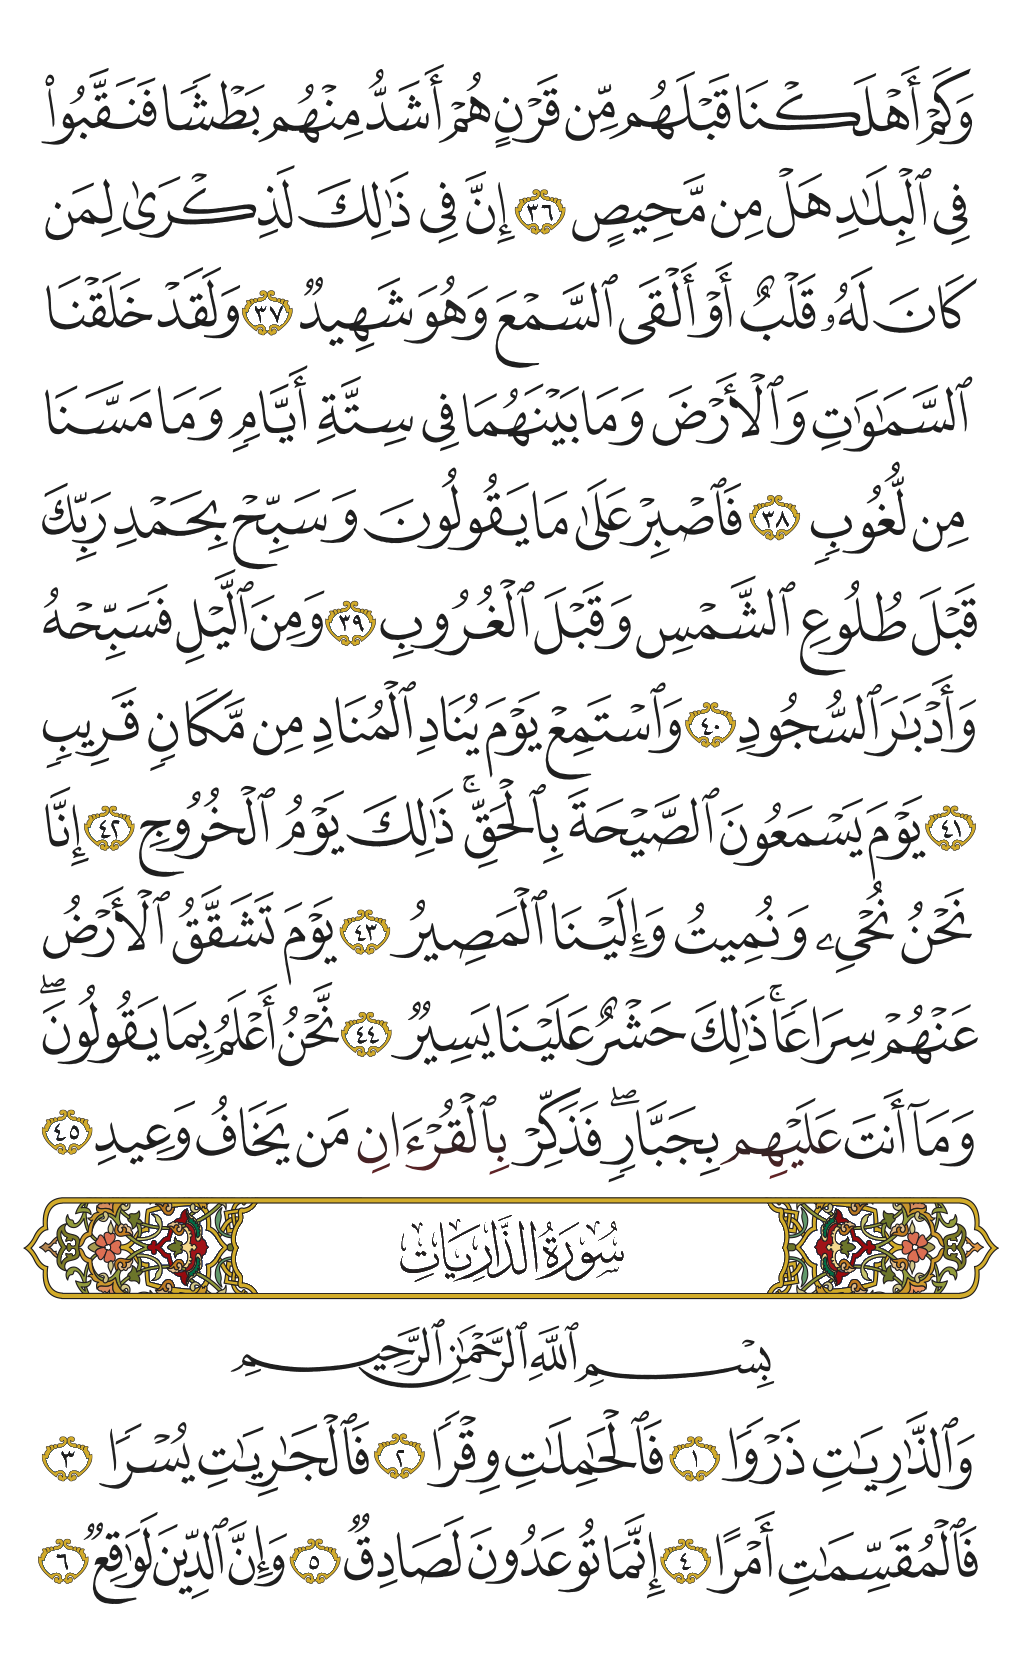 وَكَمْ أَهْلَكْنَا قَبْلَهُم مِّن قَرْنٍ هُمْ أَشَدُّ مِنْهُم بَطْشًا فَنَقَّبُوا۟
فِى ٱلْبِلَـٰدِ هَلْ مِن مَّحِيصٍ ٣٦ إِنَّ فِى ذَٰلِكَ لَذِكْرَىٰ لِمَن
كَانَ لَهُۥ قَلْبٌ أَوْ أَلْقَى ٱلسَّمْعَ وَهُوَ شَهِيدٌ ٣٧ وَلَقَدْ خَلَقْنَا
ٱلسَّمَـٰوَٰتِ وَٱلْأَرْضَ وَمَا بَيْنَهُمَا فِى سِتَّةِ أَيَّامٍ وَمَا مَسَّنَا
مِن لُّغُوبٍ ٣٨ فَٱصْبِرْ عَلَىٰ مَا يَقُولُونَ وَسَبِّحْ بِحَمْدِ رَبِّكَ
قَبْلَ طُلُوعِ ٱلشَّمْسِ وَقَبْلَ ٱلْغُرُوبِ ٣٩ وَمِنَ ٱلَّيْلِ فَسَبِّحْهُ
وَأَدْبَـٰرَ ٱلسُّجُودِ ٤٠ وَٱسْتَمِعْ يَوْمَ يُنَادِ ٱلْمُنَادِ مِن مَّكَانٍ قَرِيبٍ
٤١ يَوْمَ يَسْمَعُونَ ٱلصَّيْحَةَ بِٱلْحَقِّ ۚ ذَٰلِكَ يَوْمُ ٱلْخُرُوجِ ٤٢ إِنَّا
نَحْنُ نُحْىِۦ وَنُمِيتُ وَإِلَيْنَا ٱلْمَصِيرُ ٤٣ يَوْمَ تَشَقَّقُ ٱلْأَرْضُ
عَنْهُمْ سِرَاعًا ۚ ذَٰلِكَ حَشْرٌ عَلَيْنَا يَسِيرٌ ٤٤ نَّحْنُ أَعْلَمُ بِمَا يَقُولُونَ ۖ
وَمَآ أَنتَ عَلَيْهِم بِجَبَّارٍ ۖ فَذَكِّرْ بِٱلْقُرْءَانِ مَن يَخَافُ وَعِيدِ ٤٥
سُورَةُ الذَّارِيَاتِ
بِسْمِ ٱللَّهِ ٱلرَّحْمَـٰنِ ٱلرَّحِيمِ
وَٱلذَّٰرِيَـٰتِ ذَرْوًا ١ فَٱلْحَـٰمِلَـٰتِ وِقْرًا ٢ فَٱلْجَـٰرِيَـٰتِ يُسْرًا ٣
فَٱلْمُقَسِّمَـٰتِ أَمْرًا ٤ إِنَّمَا تُوعَدُونَ لَصَادِقٌ ٥ وَإِنَّ ٱلدِّينَ لَوَٰقِعٌ ٦